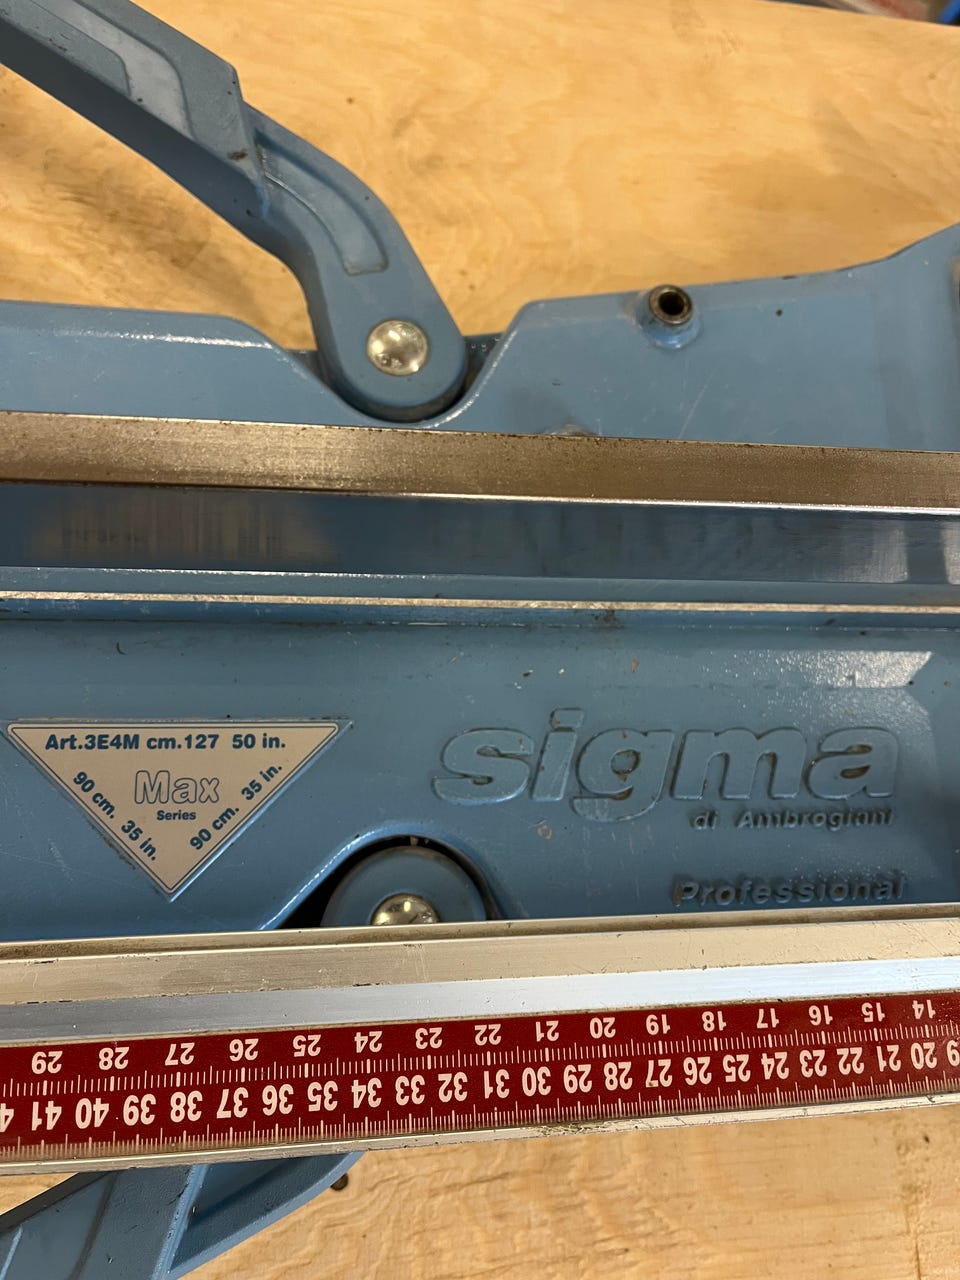 Art.3E4M cm.127 50 in.
Max
Series
90 cm. 35 in.
90 cm. 35 in.
sigma
di Ambrogiani
Professional
29 28 27 26 25 24 23 22 21 20 19 18 17 16 15 14
41 40 39 38 37 36 35 34 33 32 31 30 29 28 27 26 25 24 23 22 21 20